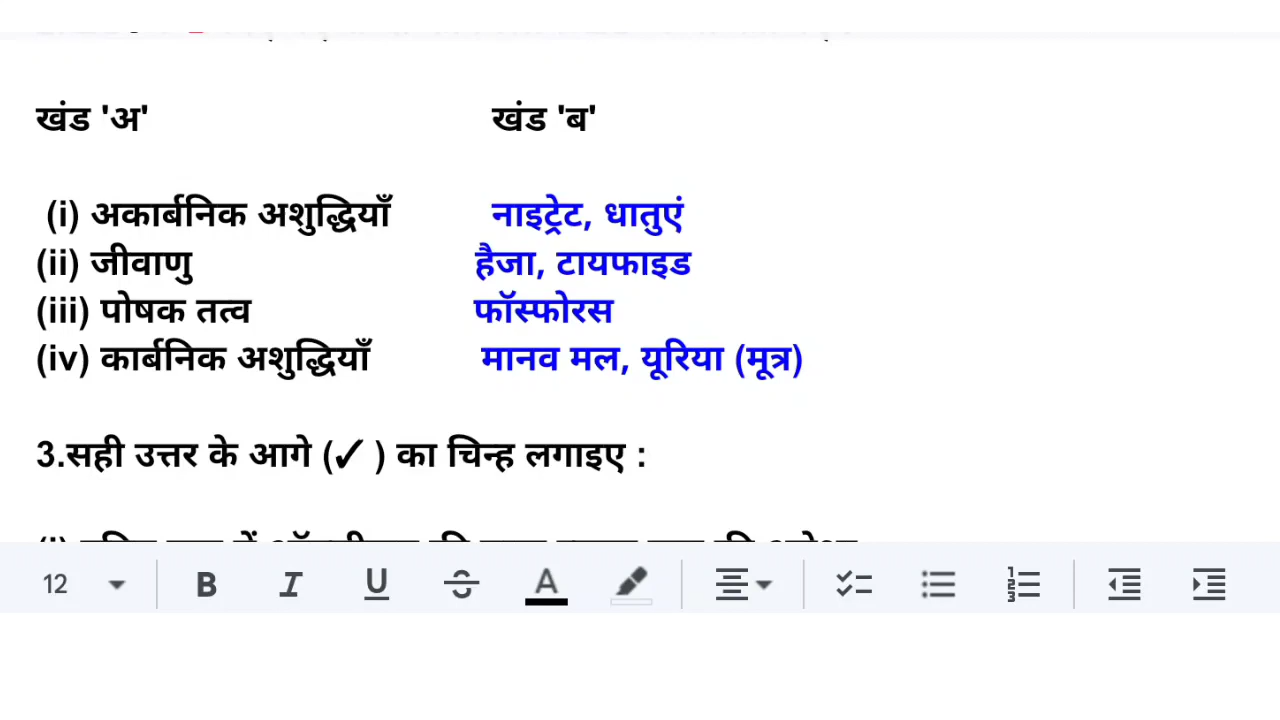 खंड 'अ' खंड 'ब'
(i) अकार्बनिक अशुद्धियाँ नाइट्रेट, धातुएं
(ii) जीवाणु हैजा, टायफाइड
(iii) पोषक तत्व फॉस्फोरस
(iv) कार्बनिक अशुद्धियाँ मानव मल, यूरिया (मूत्र)
3.सही उत्तर के आगे (✓ ) का चिन्ह लगाइए :
12 B I U S A